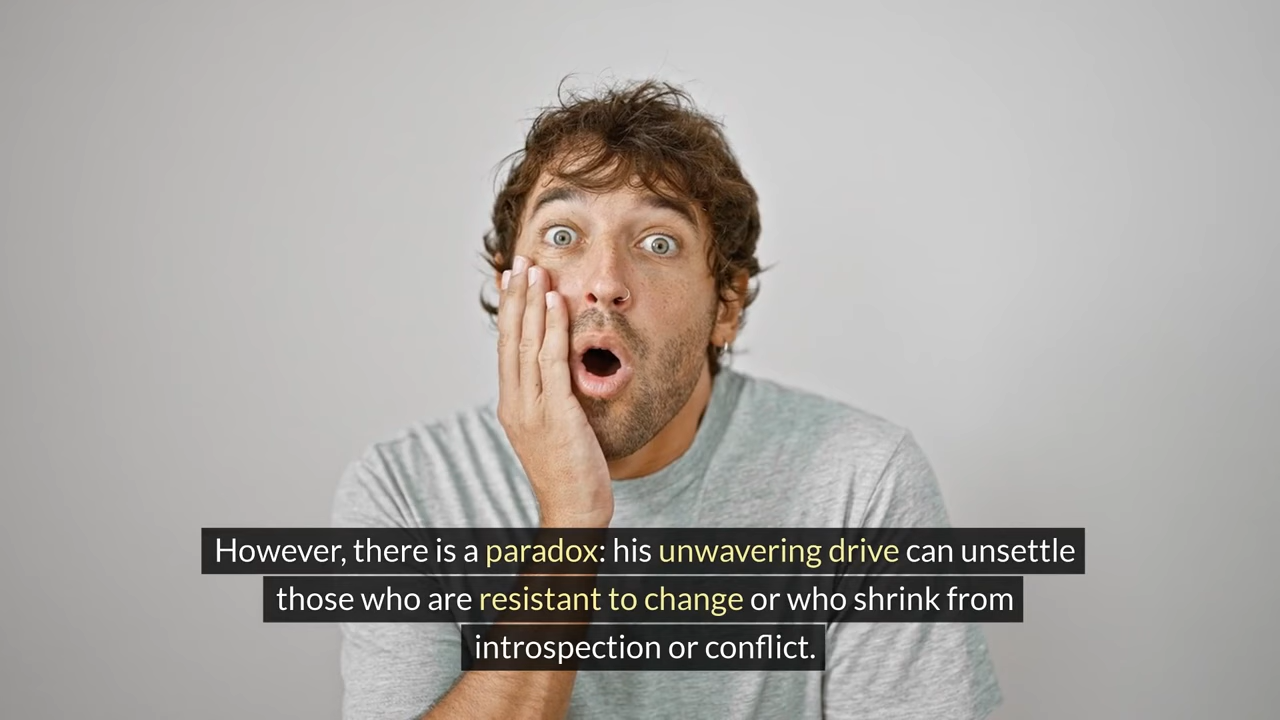 However, there is a paradox: his unwavering drive can unsettle
those who are resistant to change or who shrink from
introspection or conflict.